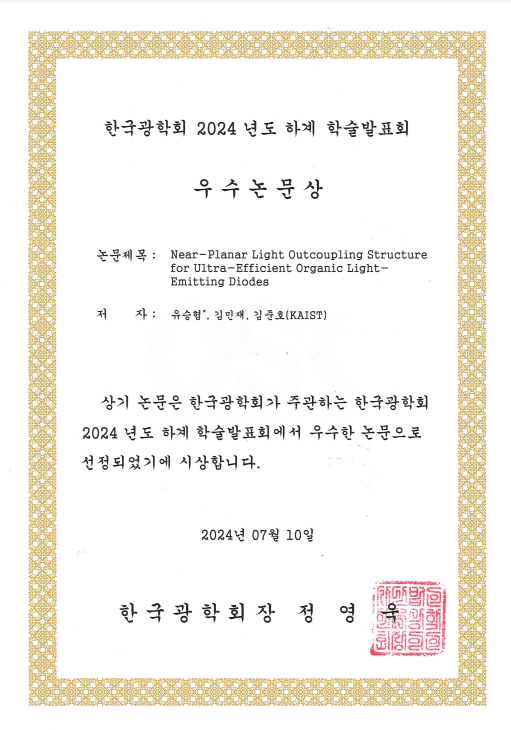 한국광학회 2024 년도 하계 학술발표회
우수논문상
논문제목 : Near-Planar Light Outcoupling Structure
for Ultra-Efficient Organic Light-
Emitting Diodes
저 자 : 유승협*, 김민재, 김준호(KAIST)
상기 논문은 한국광학회가 주관하는 한국광학회
2024 년도 하계 학술발표회에서 우수한 논문으로
선정되었기에 시상합니다.
2024년 07월 10일
한국광학회장 정영욱